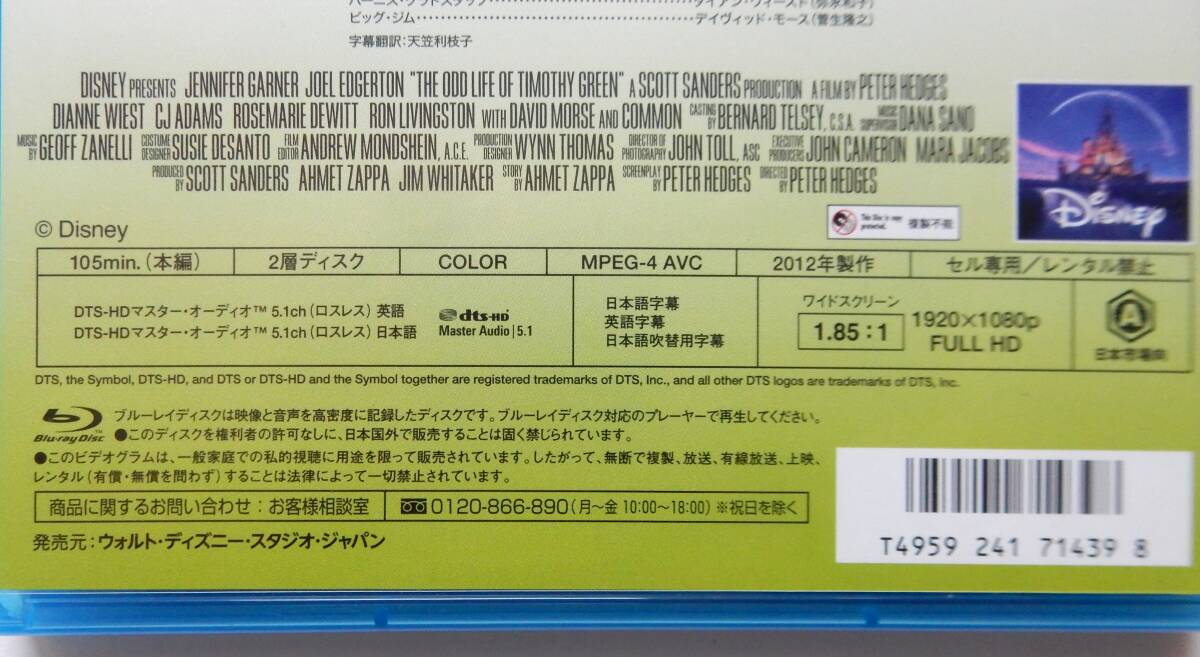 ビッグ・ジム……………………………………デイヴィッド・モース(菅生隆之)
字幕翻訳:天笠利枝子
DISNEY PRESENTS JENNIFER GARNER JOEL EDGERTON "THE ODD LIFE OF TIMOTHY GREEN" A SCOTT SANDERS PRODUCTION A FILM BY PETER HEDGES
DIANNE WIEST CJ ADAMS ROSEMARIE DEWITT RON LIVINGSTON WITH DAVID MORSE AND COMMON CASTING BY BERNARD TELSEY, C.S.A. MUSIC SUPERVISOR DANA SANO
MUSIC BY GEOFF ZANELLI COSTUME DESIGNER SUSIE DESANTO FILM EDITOR ANDREW MONDSHEIN, A.C.E. PRODUCTION DESIGNER WYNN THOMAS DIRECTOR OF PHOTOGRAPHY JOHN TOLL, ASC EXECUTIVE PRODUCERS JOHN CAMERON MARA JACOBS
PRODUCED BY SCOTT SANDERS AHMET ZAPPA JIM WHITAKER STORY BY AHMET ZAPPA SCREENPLAY BY PETER HEDGES DIRECTED BY PETER HEDGES
Disney
This Disc is copy protected. 複製不能
© Disney
105min.(本編) 2層ディスク COLOR MPEG-4 AVC 2012年製作 セル専用/レンタル禁止
DTS-HDマスター・オーディオ™ 5.1ch(ロスレス)英語
DTS-HDマスター・オーディオ™ 5.1ch(ロスレス)日本語
dts-HD
Master Audio | 5.1
日本語字幕
英語字幕
日本語吹替用字幕
ワイドスクリーン
1.85:1
1920×1080p
FULL HD
A
日本市場向
DTS, the Symbol, DTS-HD, and DTS or DTS-HD and the Symbol together are registered trademarks of DTS, Inc., and all other DTS logos are trademarks of DTS, Inc.
Blu-ray Disc™
ブルーレイディスクは映像と音声を高密度に記録したディスクです。ブルーレイディスク対応のプレーヤーで再生してください。
●このディスクを権利者の許可なしに、日本国外で販売することは固く禁じられています。
●このビデオグラムは、一般家庭での私的視聴に用途を限って販売されています。したがって、無断で複製、放送、有線放送、上映、
レンタル(有償・無償を問わず)することは法律によって一切禁止されています。
商品に関するお問い合わせ:お客様相談室 0120-866-890(月〜金 10:00〜18:00)※祝日を除く
発売元:ウォルト・ディズニー・スタジオ・ジャパン
T4959 241 71439 8